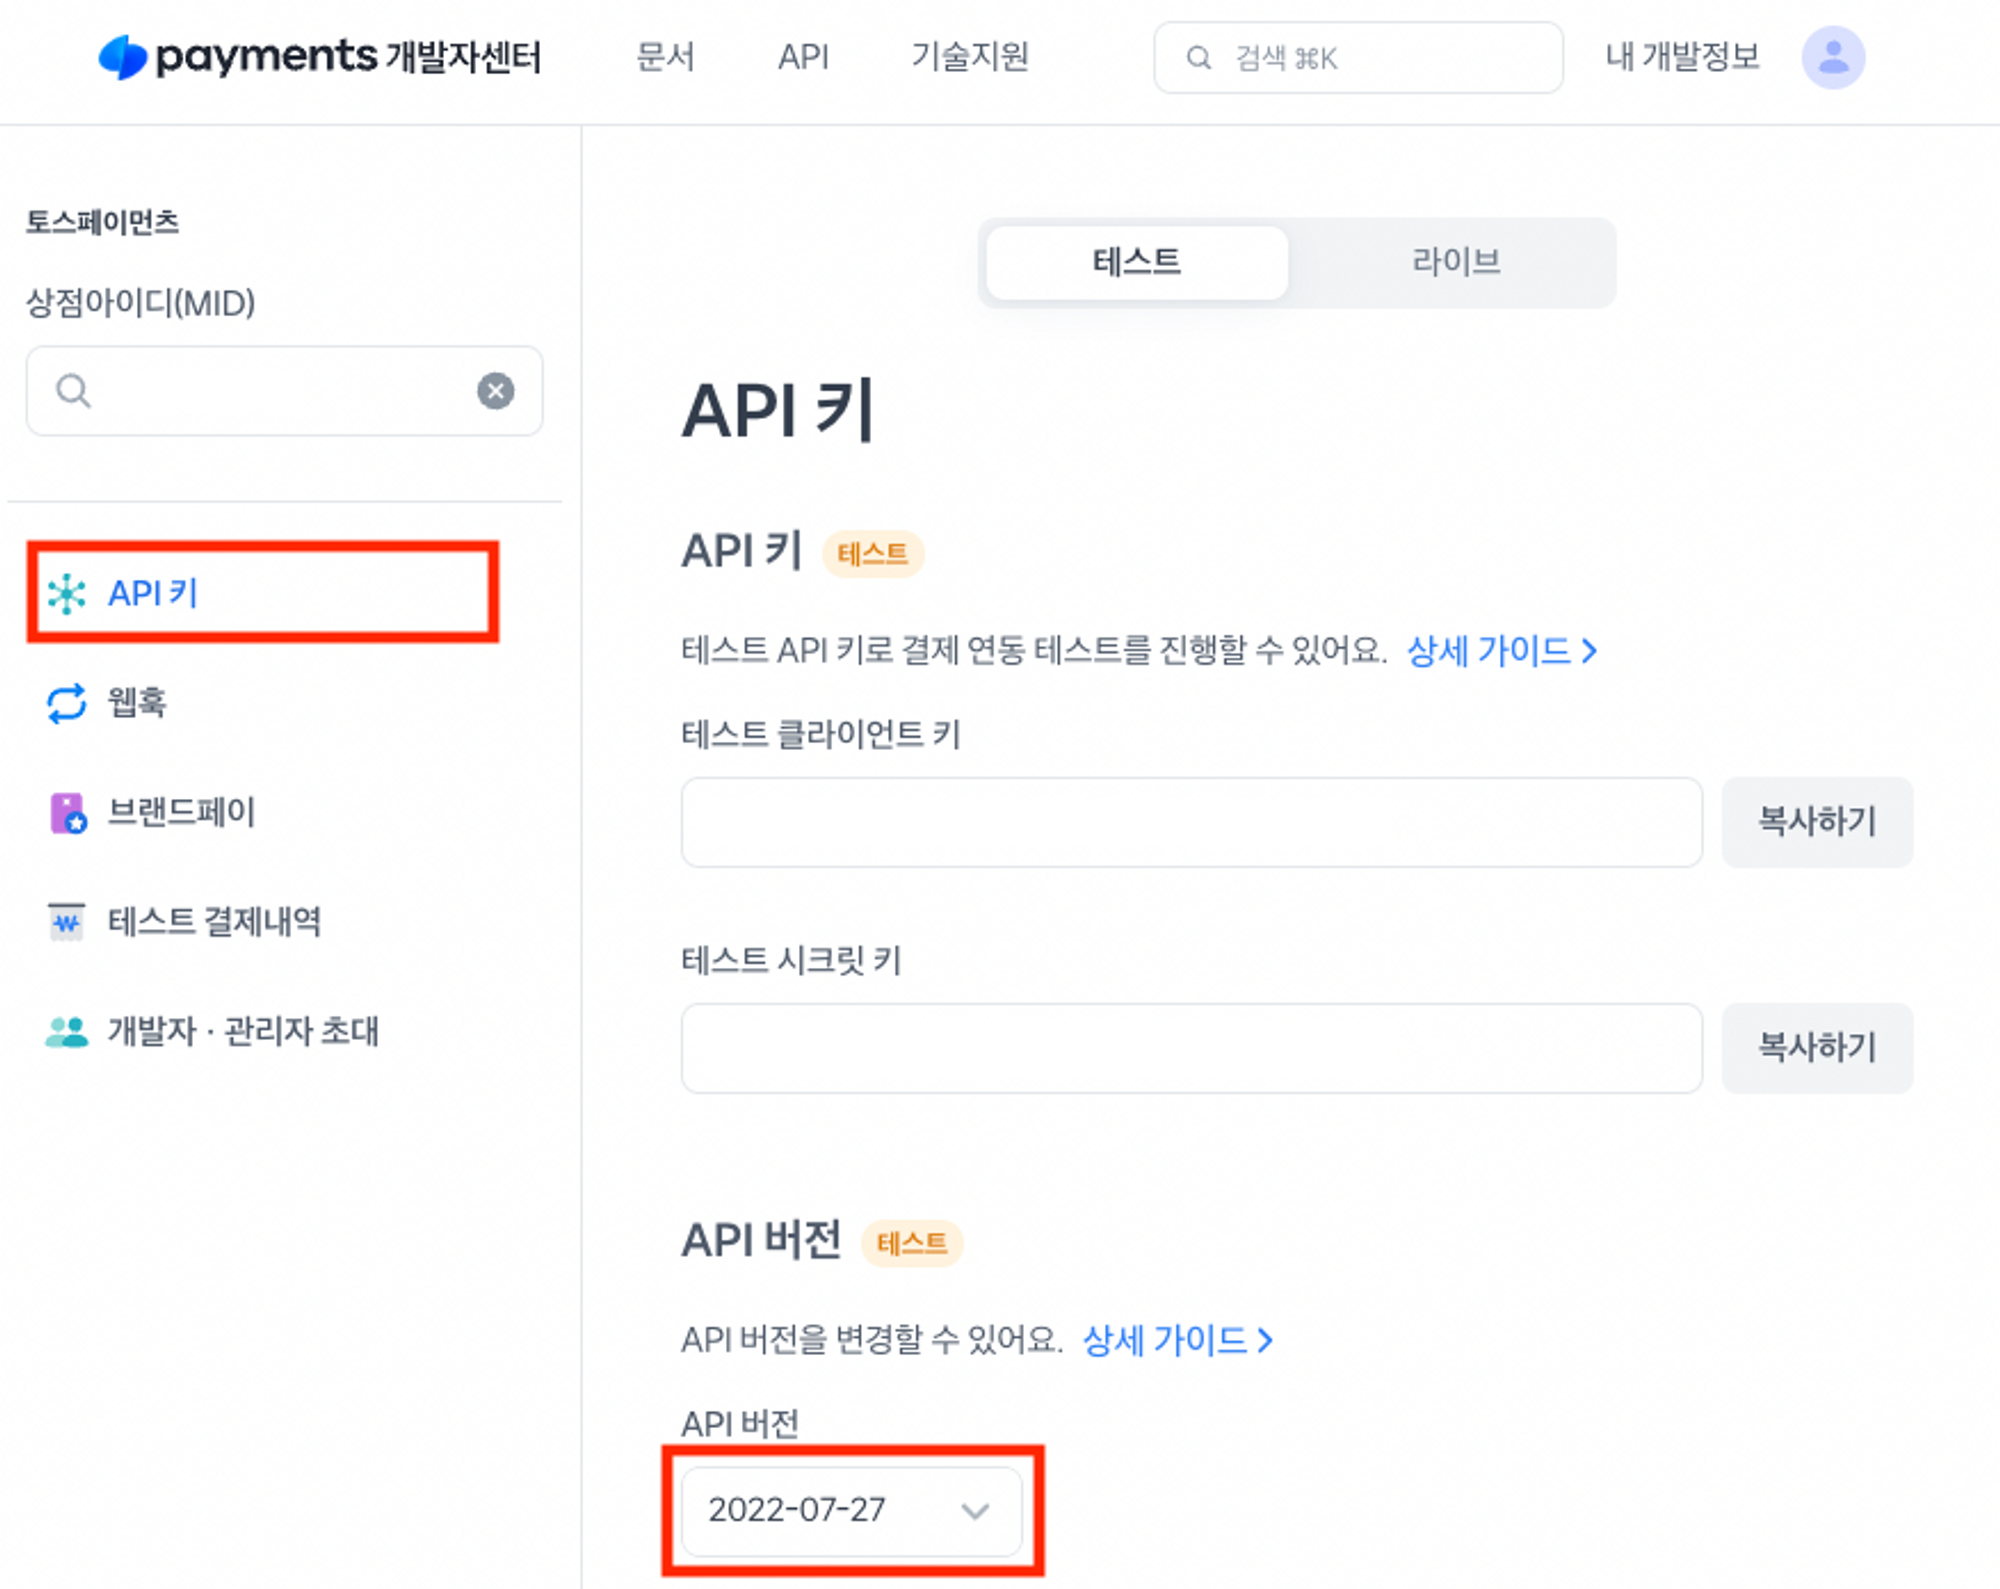 payments 개발자센터
문서
API
기술지원
검색 ⌘K
내 개발정보
토스페이먼츠
상점아이디(MID)
API 키
웹훅
브랜드페이
테스트 결제내역
개발자 · 관리자 초대
테스트
라이브
API 키
API 키 테스트
테스트 API 키로 결제 연동 테스트를 진행할 수 있어요. 상세 가이드
테스트 클라이언트 키
복사하기
테스트 시크릿 키
복사하기
API 버전 테스트
API 버전을 변경할 수 있어요. 상세 가이드
API 버전
2022-07-27